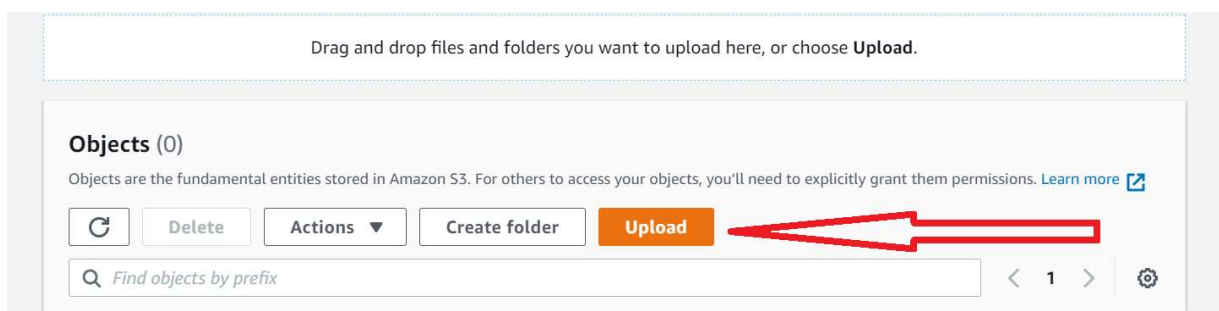 Drag and drop files and folders you want to upload here, or choose Upload.
Objects (0)
Objects are the fundamental entities stored in Amazon S3. For others to access your objects, you'll need to explicitly grant them permissions. Learn more
Delete Actions Create folder Upload
Find objects by prefix 1